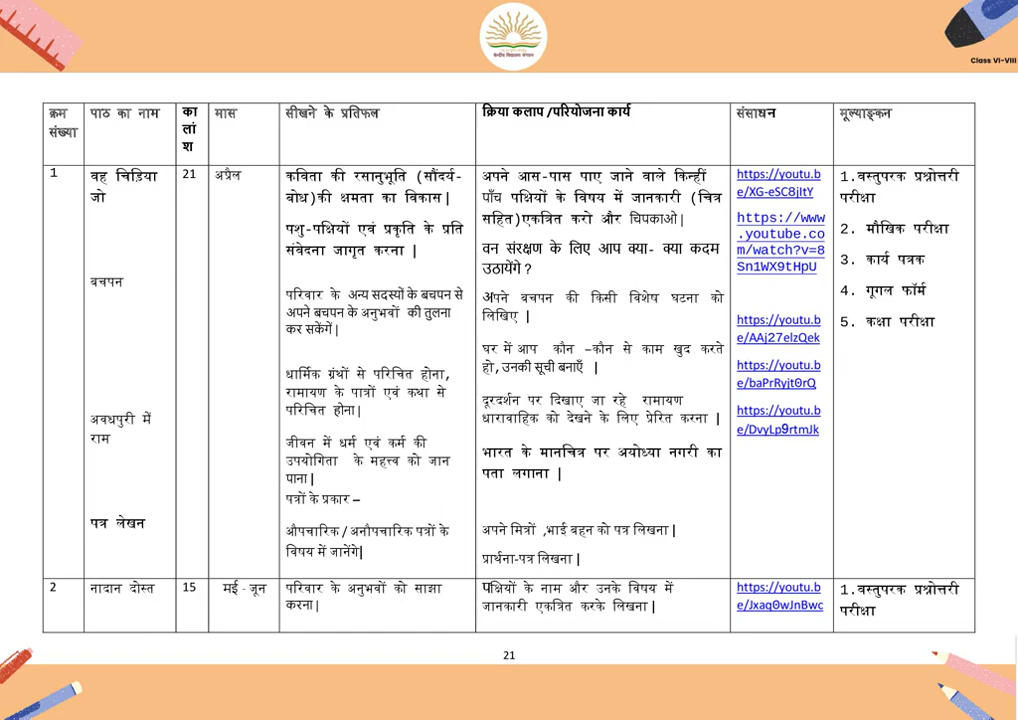 केन्द्रीय विद्यालय संगठन
Class VI-VIII
क्रम
संख्या
पाठ का नाम
का
लां
श
मास
सीखने के प्रतिफल
क्रिया कलाप /परियोजना कार्य
संसाधन
मूल्याङ्कन
1
वह चिड़िया
जो
बचपन
अवधपुरी में
राम
पत्र लेखन
21
अप्रैल
कविता की रसानुभूति (सौंदर्य-
बोध)की क्षमता का विकास|
पशु-पक्षियों एवं प्रकृति के प्रति
संवेदना जागृत करना |
परिवार के अन्य सदस्यों के बचपन से
अपने बचपन के अनुभवों की तुलना
कर सकेंगें|
धार्मिक ग्रंथों से परिचित होना,
रामायण के पात्रों एवं कथा से
परिचित होना|
जीवन में धर्म एवं कर्म की
उपयोगिता के महत्त्व को जान
पाना|
पत्रों के प्रकार –
औपचारिक/अनौपचारिक पत्रों के
विषय में जानेंगे|
अपने आस-पास पाए जाने वाले किन्हीं
पाँच पक्षियों के विषय में जानकारी (चित्र
सहित)एकत्रित करो और चिपकाओ|
वन संरक्षण के लिए आप क्या- क्या कदम
उठायेंगे ?
अपने बचपन की किसी विशेष घटना को
लिखिए |
घर में आप कौन –कौन से काम खुद करते
हो,उनकी सूची बनाएँ |
दूरदर्शन पर दिखाए जा रहे रामायण
धारावाहिक को देखने के लिए प्रेरित करना |
भारत के मानचित्र पर अयोध्या नगरी का
पता लगाना |
अपने मित्रों ,भाई बहन को पत्र लिखना|
प्रार्थना-पत्र लिखना|
https://youtu.b
e/XG-eSC8jItY
https://www
.youtube.co
m/watch?v=8
Sn1WX9tHpU
https://youtu.b
e/AAj27elzQek
https://youtu.b
e/baPrRyjt0rQ
https://youtu.b
e/DvyLp9rtmJk
1.वस्तुपरक प्रश्नोत्तरी
परीक्षा
2. मौखिक परीक्षा
3. कार्य पत्रक
4. गूगल फॉर्म
5. कक्षा परीक्षा
2
नादान दोस्त
15
मई - जून
परिवार के अनुभवों को साझा
करना|
पक्षियों के नाम और उनके विषय में
जानकारी एकत्रित करके लिखना|
https://youtu.b
e/Jxaq0wJnBwc
1.वस्तुपरक प्रश्नोत्तरी
परीक्षा
21